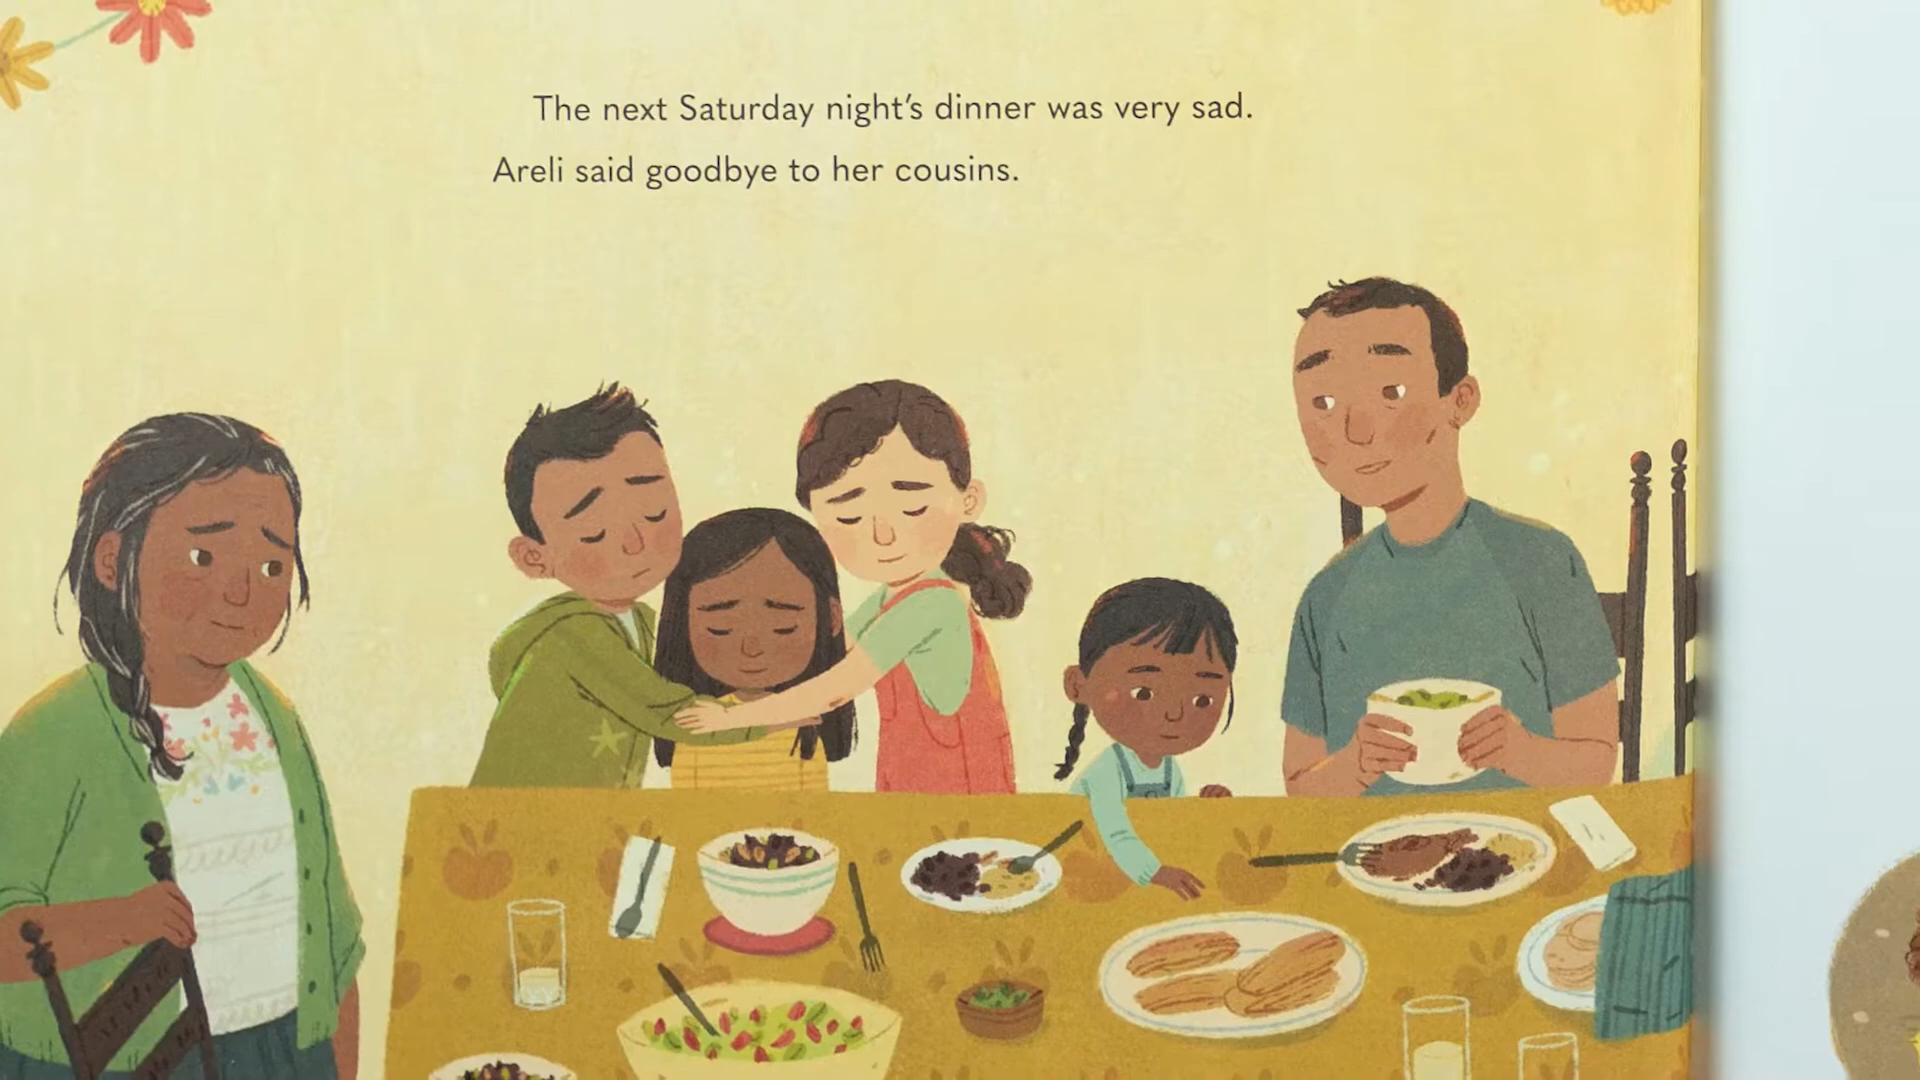 The next Saturday night's dinner was very sad.
Areli said goodbye to her cousins.